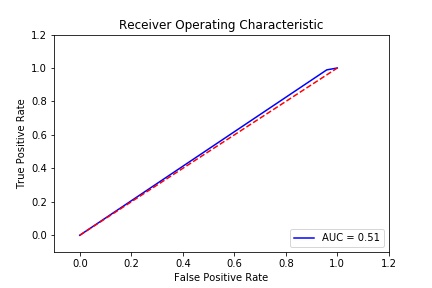 Receiver Operating Characteristic
1.2
1.0
0.8
0.6
0.4
0.2
0.0
True Positive Rate
AUC = 0.51
0.0 0.2 0.4 0.6 0.8 1.0 1.2
False Positive Rate